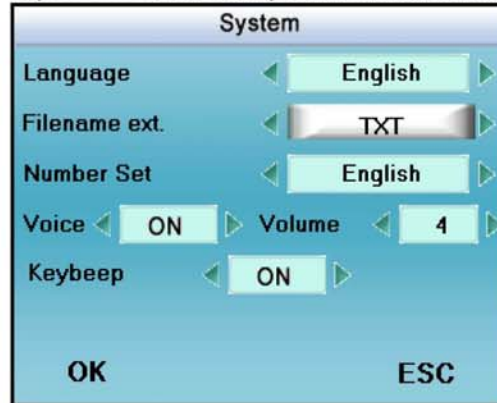 System
Language English
Filename ext. TXT
Number Set English
Voice ON Volume 4
Keybeep ON
OK ESC